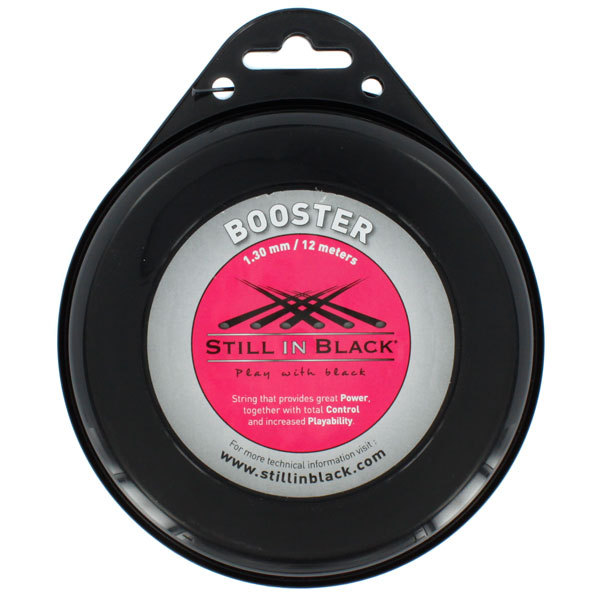 BOOSTER
1.30 mm / 12 meters
STILL IN BLACK®
Play with black
String that provides great Power,
together with total Control
and increased Playability.
For more technical information visit :
www.stillinblack.com